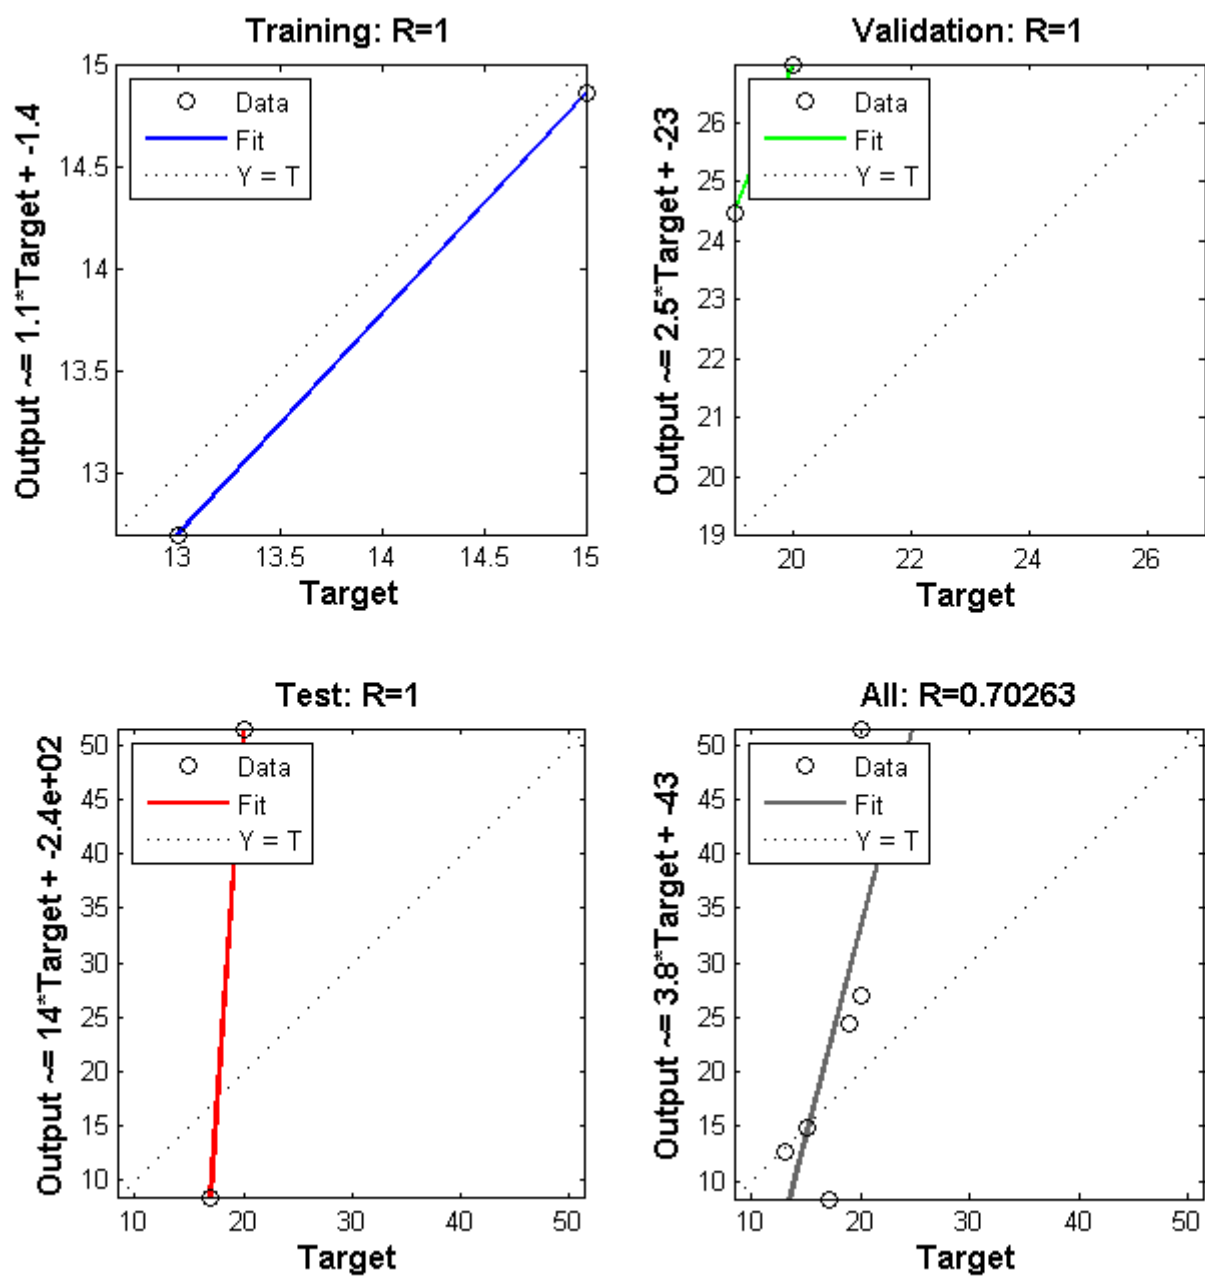 Training: R=1
Output ~= 1.1*Target + -1.4
15
14.5
14
13.5
13
Data
Fit
Y = T
13
13.5
14
14.5
15
Target
Validation: R=1
Output ~= 2.5*Target + -23
26
25
24
23
22
21
20
19
Data
Fit
Y = T
20
22
24
26
Target
Test: R=1
Output ~= 14*Target + -2.4e+02
50
45
40
35
30
25
20
15
10
Data
Fit
Y = T
10
20
30
40
50
Target
All: R=0.70263
Output ~= 3.8*Target + -43
50
45
40
35
30
25
20
15
10
Data
Fit
Y = T
10
20
30
40
50
Target